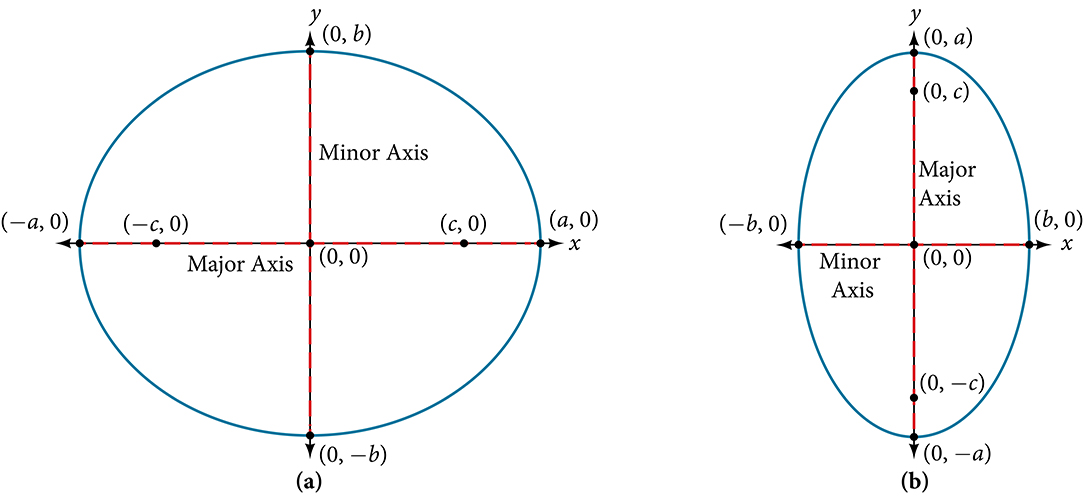 y
(0, b)
Minor Axis
(−a, 0)
(−c, 0)
(c, 0)
(a, 0)
x
(0, 0)
Major Axis
(0, −b)
(a)
y
(0, a)
(0, c)
Major
Axis
(−b, 0)
(b, 0)
x
(0, 0)
Minor
Axis
(0, −c)
(0, −a)
(b)